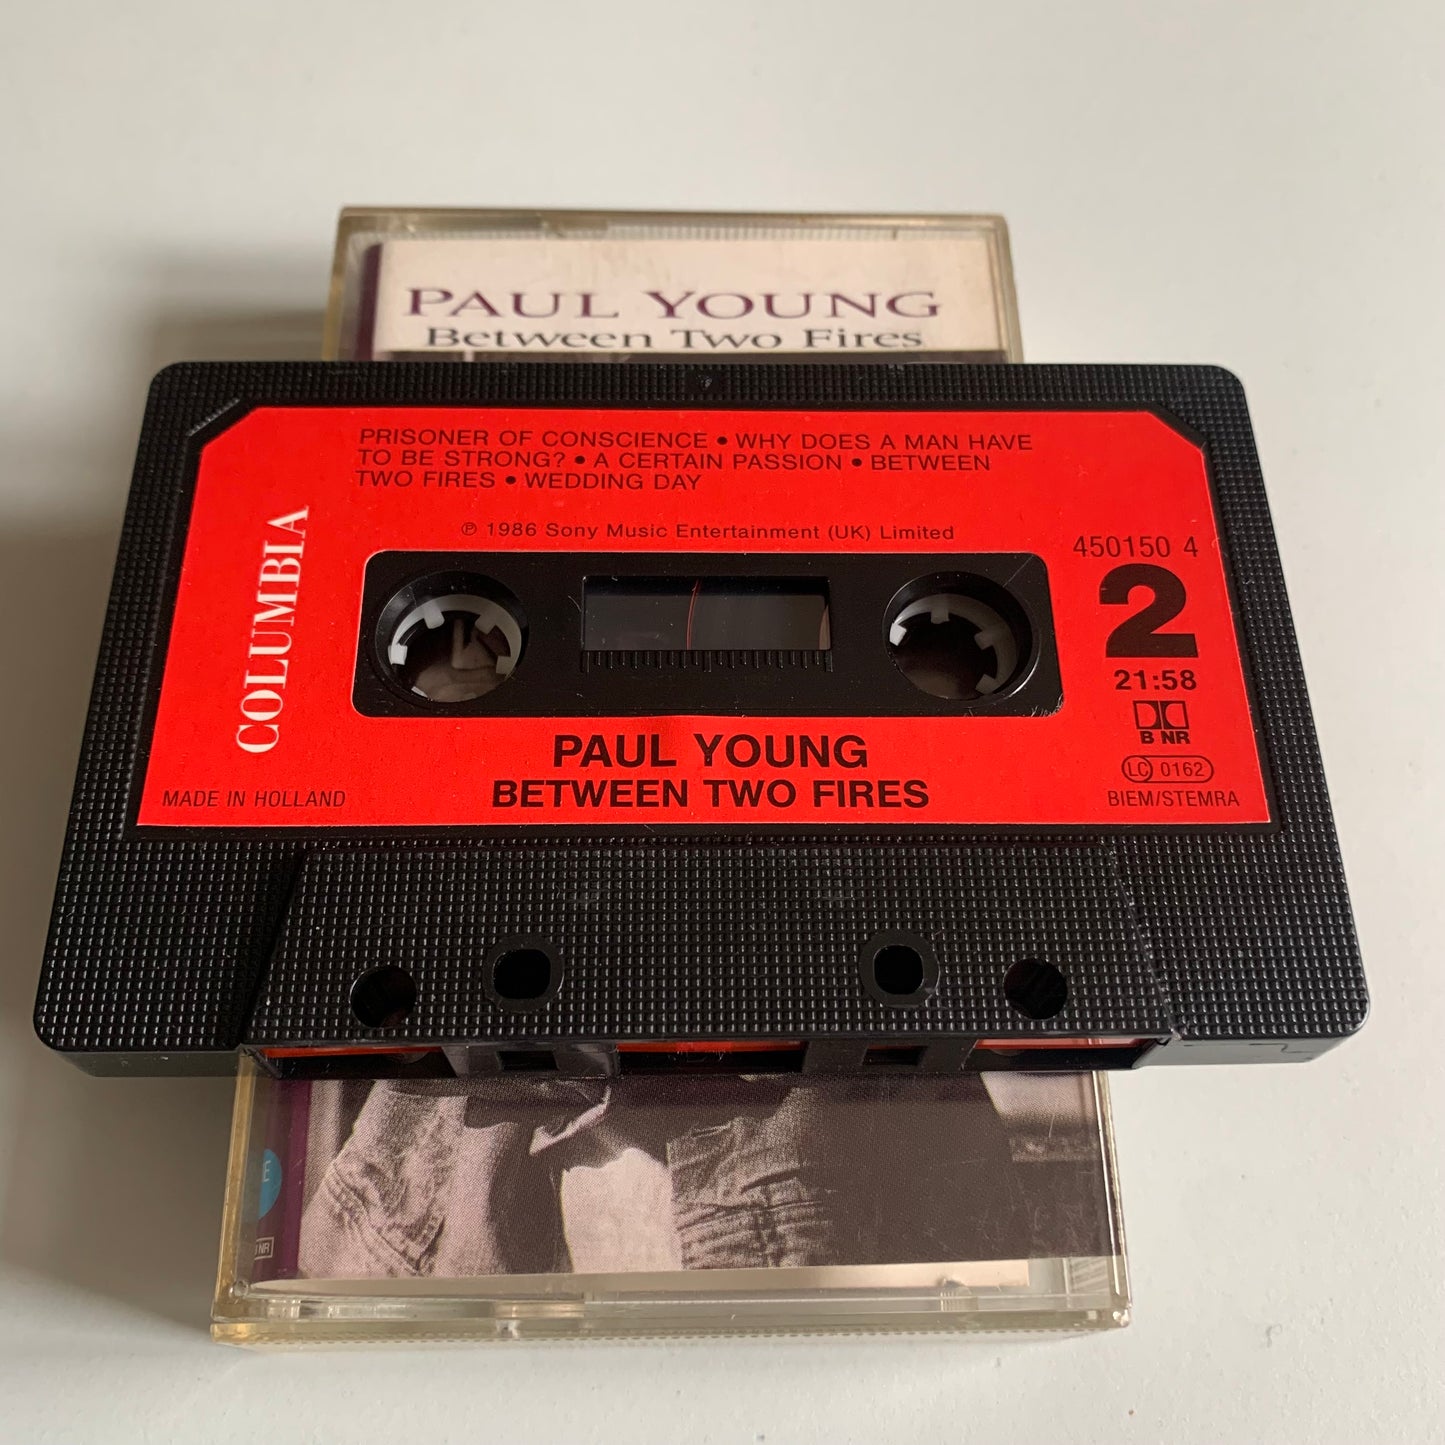 PAUL YOUNG
Between Two Fires
PRISONER OF CONSCIENCE • WHY DOES A MAN HAVE
TO BE STRONG? • A CERTAIN PASSION • BETWEEN
TWO FIRES • WEDDING DAY
℗ 1986 Sony Music Entertainment (UK) Limited
COLUMBIA
450150 4
2
21:58
B NR
LC 0162
BIEM/STEMRA
PAUL YOUNG
BETWEEN TWO FIRES
MADE IN HOLLAND
NR